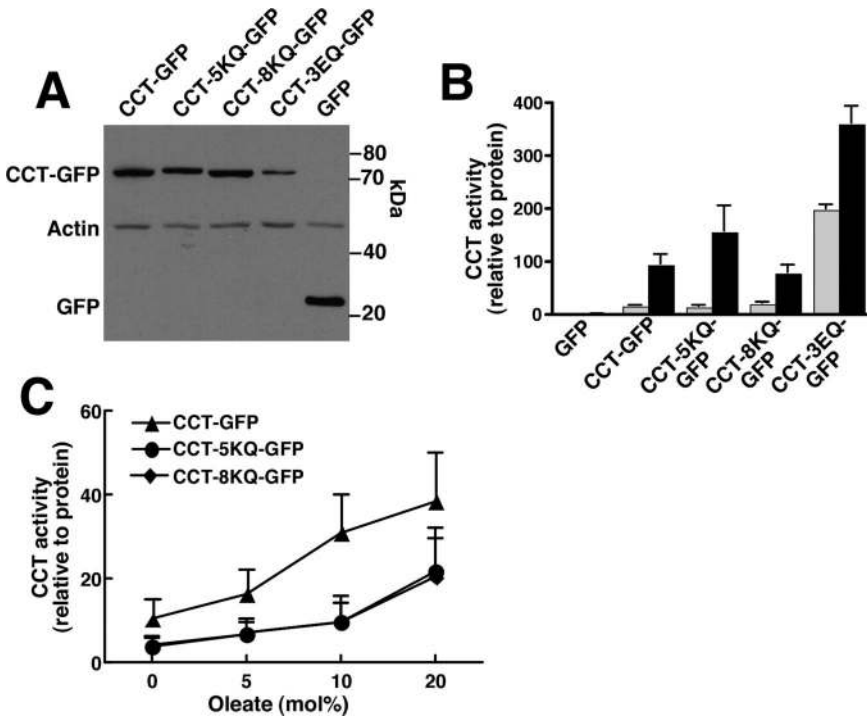 A
CCT-GFP
CCT-5KQ-GFP
CCT-8KQ-GFP
CCT-3EQ-GFP
GFP
CCT-GFP
Actin
GFP
80
70
40
20
kDa
B
CCT activity
(relative to protein)
400
300
200
100
0
GFP
CCT-GFP
CCT-5KQ-
GFP
CCT-8KQ-
GFP
CCT-3EQ-
GFP
C
CCT activity
(relative to protein)
60
40
20
0
CCT-GFP
CCT-5KQ-GFP
CCT-8KQ-GFP
0 5 10 20
Oleate (mol%)